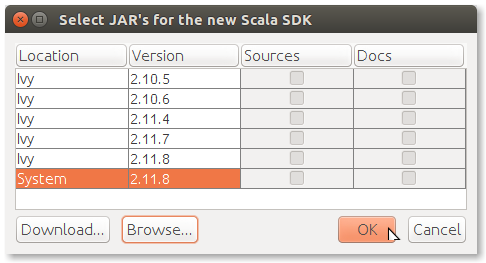 Select JAR's for the new Scala SDK
Location Version Sources Docs
Ivy 2.10.5
Ivy 2.10.6
Ivy 2.11.4
Ivy 2.11.7
Ivy 2.11.8
System 2.11.8
Download... Browse... OK Cancel